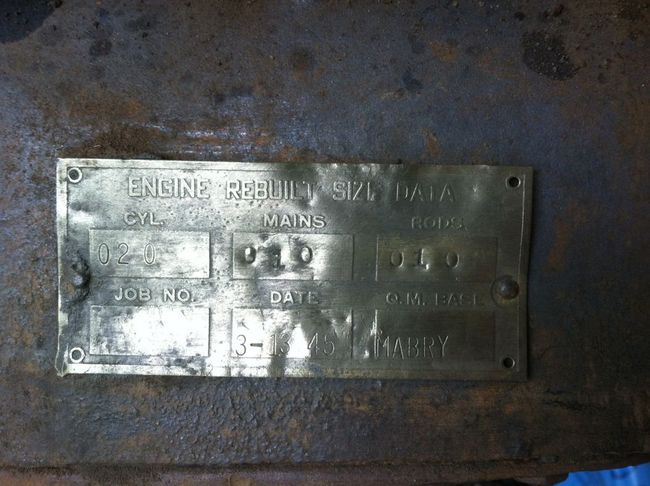 ENGINE REBUILT SIZE DATA
CYL. MAINS RODS.
020 010 010
JOB. NO. DATE Q.M. BASE
3-13-45 MABRY